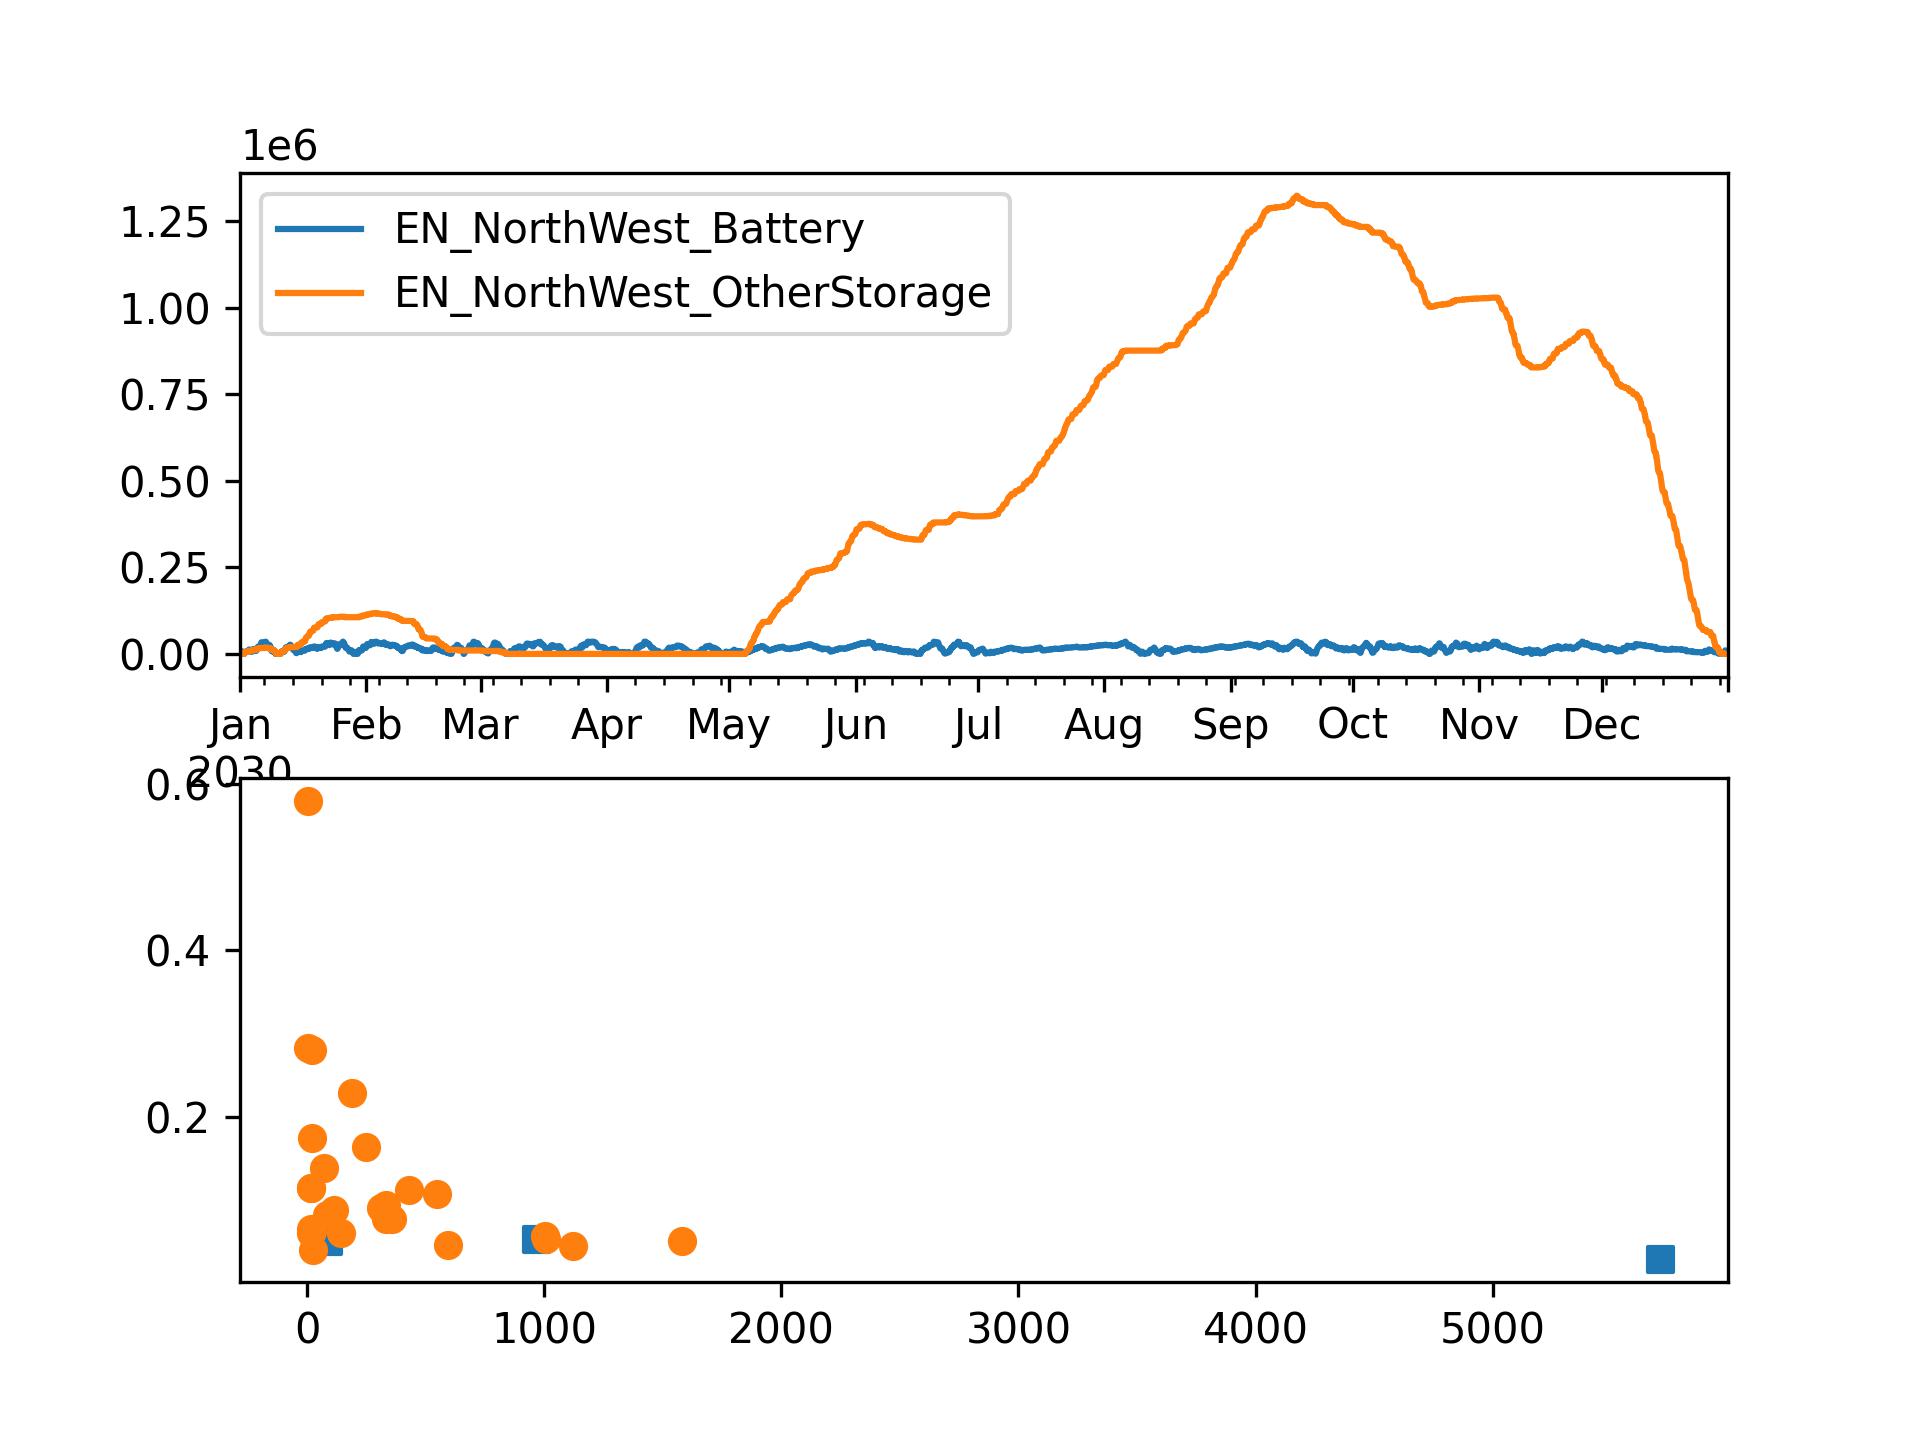 1e6
EN_NorthWest_Battery
EN_NorthWest_OtherStorage
1.25
1.00
0.75
0.50
0.25
0.00
Jan Feb Mar Apr May Jun Jul Aug Sep Oct Nov Dec
2030
0.6
0.4
0.2
0 1000 2000 3000 4000 5000